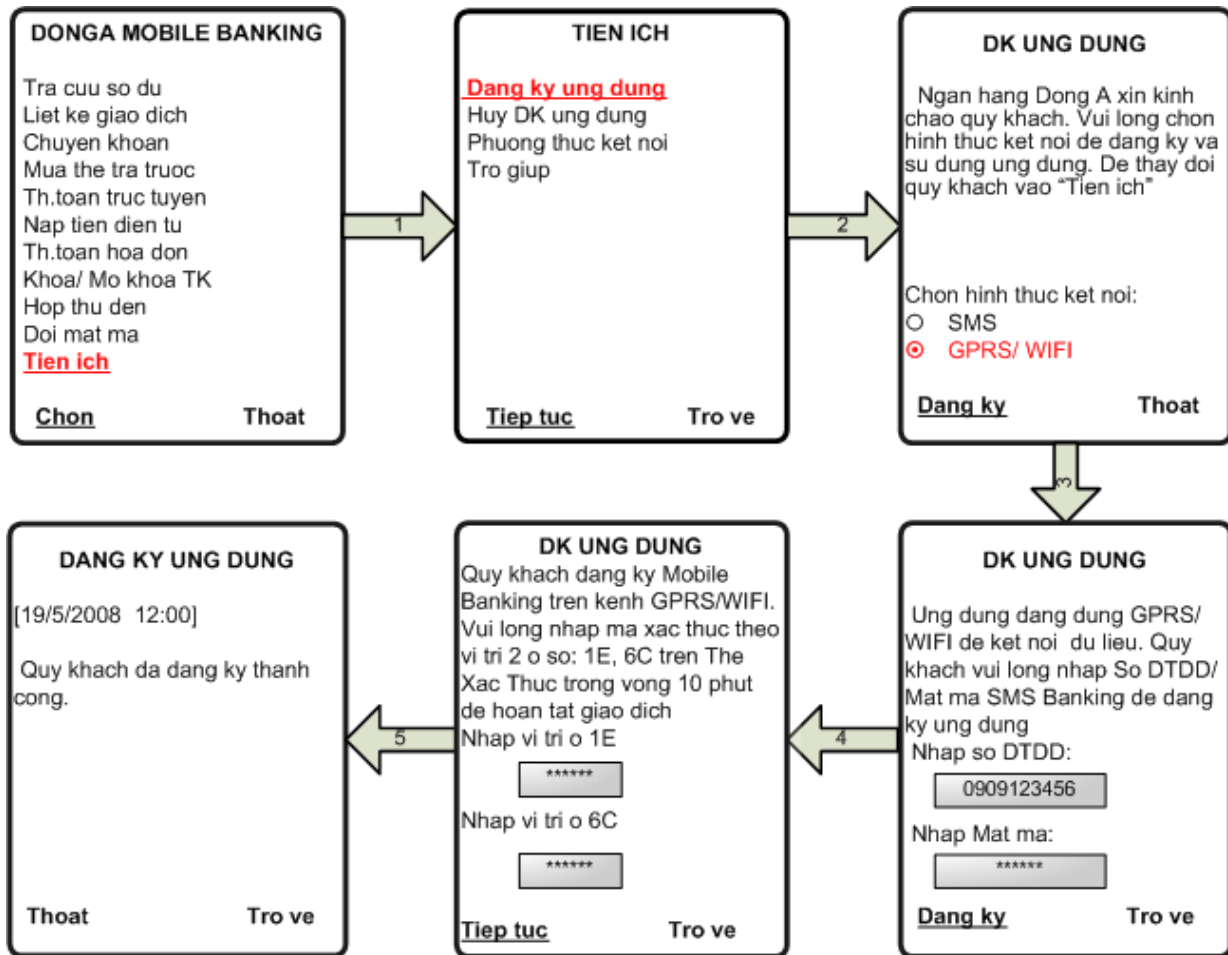 DONGA MOBILE BANKING
Tra cuu so du
Liet ke giao dich
Chuyen khoan
Mua the tra truoc
Th.toan truc tuyen
Nap tien dien tu
Th.toan hoa don
Khoa/ Mo khoa TK
Hop thu den
Doi mat ma
Tien ich
Chon Thoat
1
TIEN ICH
Dang ky ung dung
Huy DK ung dung
Phuong thuc ket noi
Tro giup
Tiep tuc Tro ve
2
DK UNG DUNG
Ngan hang Dong A xin kinh
chao quy khach. Vui long chon
hinh thuc ket noi de dang ky va
su dung ung dung. De thay doi
quy khach vao “Tien ich”
Chon hinh thuc ket noi:
SMS
GPRS/ WIFI
Dang ky Thoat
3
DK UNG DUNG
Ung dung dang dung GPRS/
WIFI de ket noi du lieu. Quy
khach vui long nhap So DTDD/
Mat ma SMS Banking de dang
ky ung dung
Nhap so DTDD:
0909123456
Nhap Mat ma:
******
Dang ky Tro ve
4
DK UNG DUNG
Quy khach dang ky Mobile
Banking tren kenh GPRS/WIFI.
Vui long nhap ma xac thuc theo
vi tri 2 o so: 1E, 6C tren The
Xac Thuc trong vong 10 phut
de hoan tat giao dich
Nhap vi tri o 1E
******
Nhap vi tri o 6C
******
Tiep tuc Tro ve
5
DANG KY UNG DUNG
[19/5/2008 12:00]
Quy khach da dang ky thanh
cong.
Thoat Tro ve